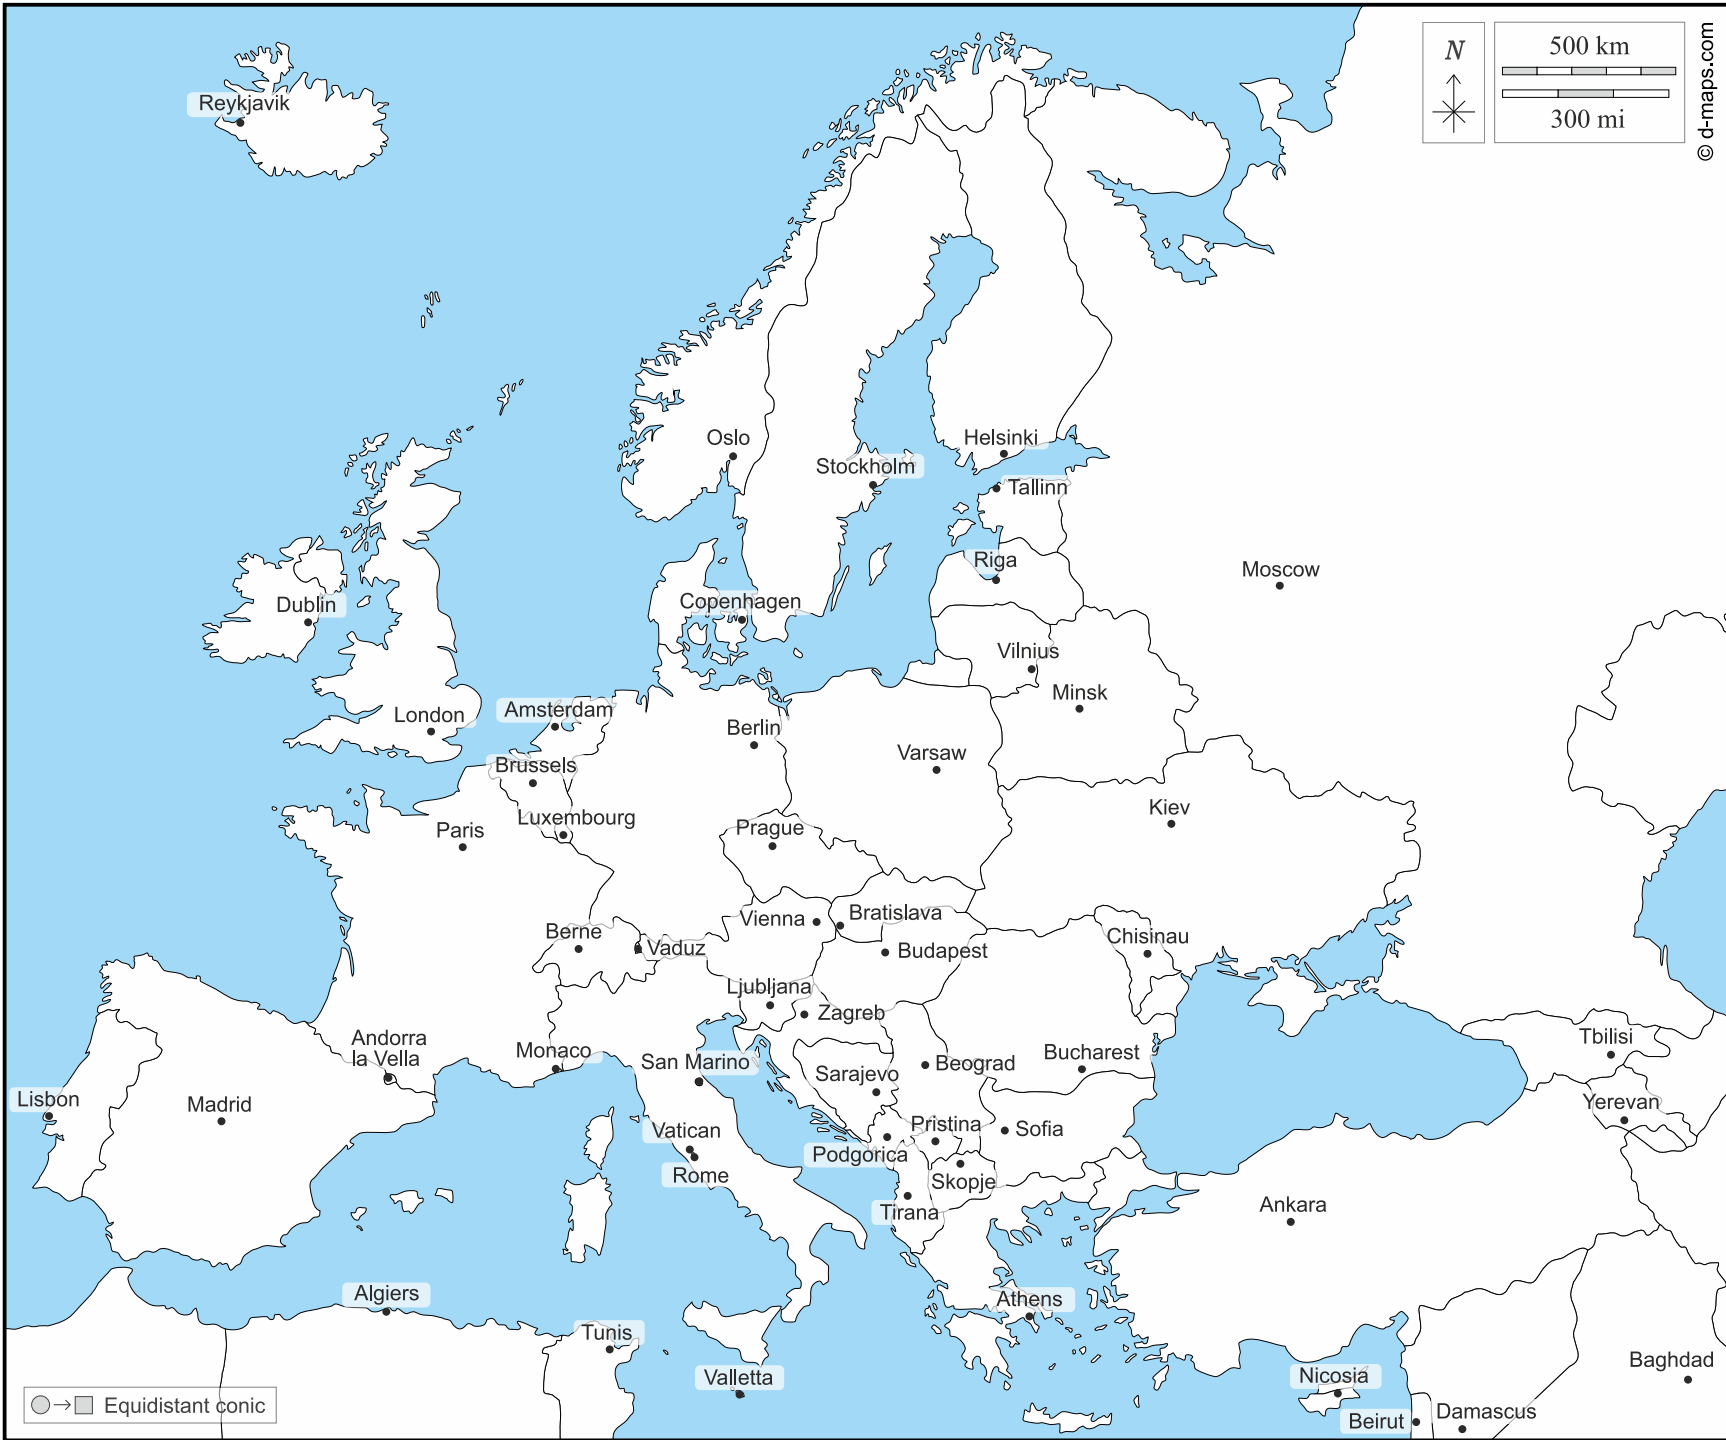 Reykjavik
N
500 km
300 mi
© d-maps.com
Oslo
Helsinki
Stockholm
Tallinn
Riga
Moscow
Copenhagen
Dublin
Vilnius
Minsk
London
Amsterdam
Berlin
Varsaw
Brussels
Kiev
Luxembourg
Paris
Prague
Vienna
Bratislava
Berne
Vaduz
Budapest
Chisinau
Ljubljana
Zagreb
Andorra
la Vella
Monaco
San Marino
Beograd
Bucharest
Tbilisi
Sarajevo
Lisbon
Madrid
Yerevan
Vatican
Pristina
Sofia
Podgorica
Rome
Skopje
Tirana
Ankara
Algiers
Athens
Tunis
Valletta
Nicosia
Baghdad
Beirut
Damascus
Equidistant conic